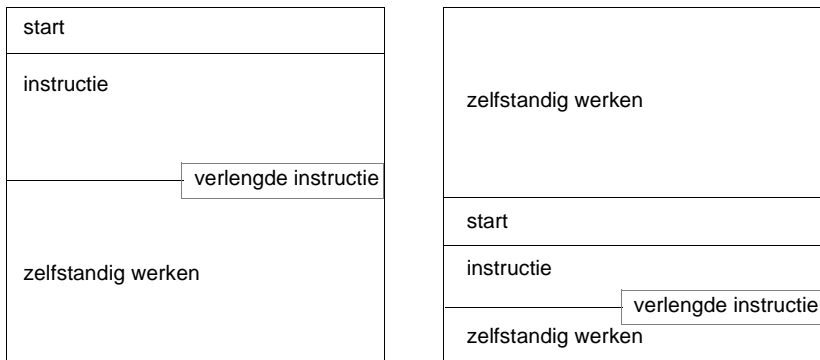 start
instructie
verlengde instructie
zelfstandig werken
zelfstandig werken
start
instructie
verlengde instructie
zelfstandig werken